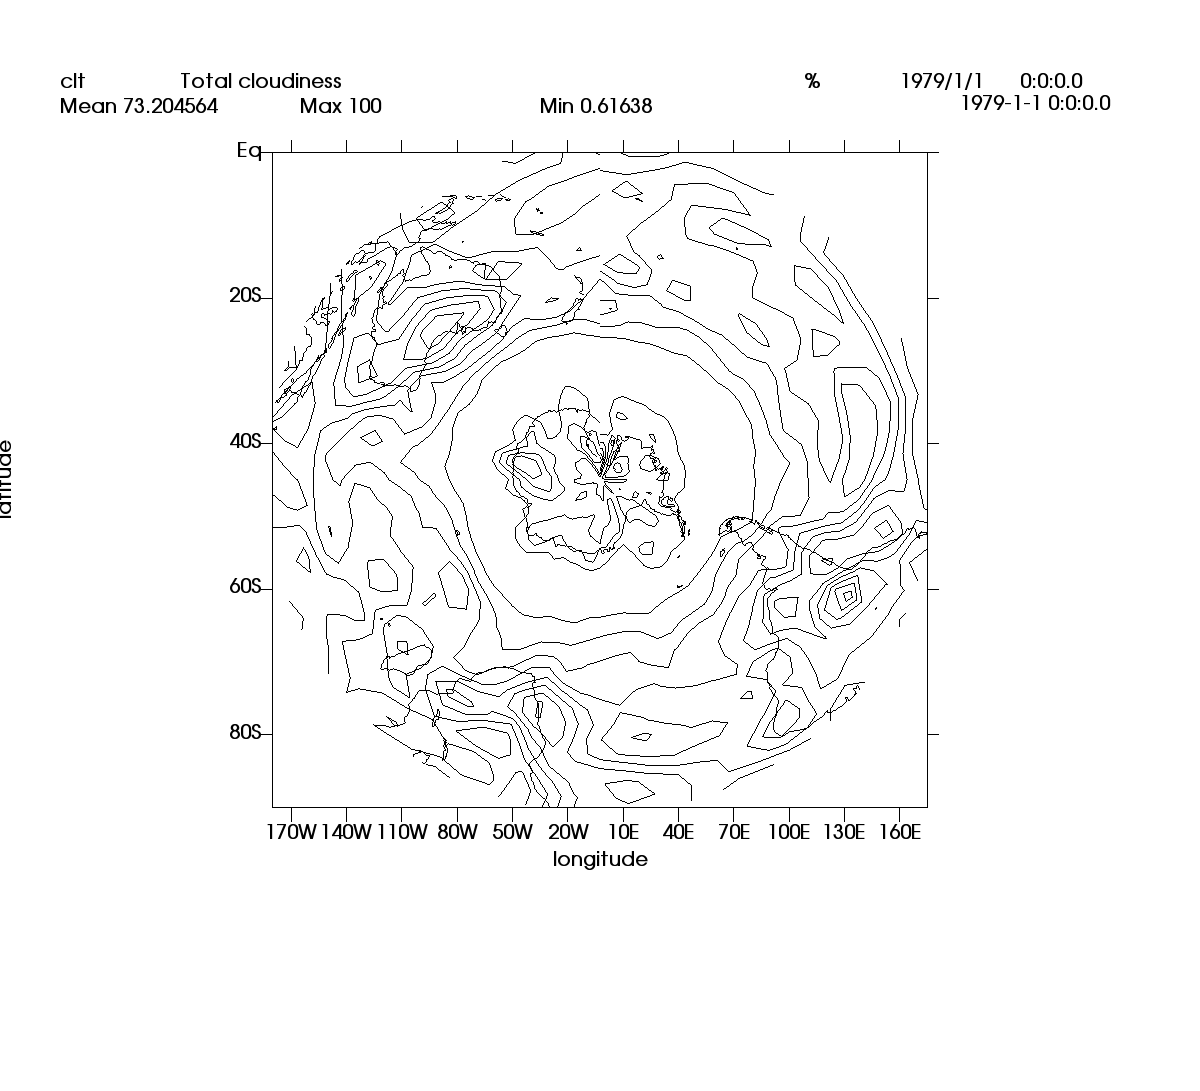 clt Total cloudiness % 1979/1/1 0:0:0.0
Mean 73.204564 Max 100 Min 0.61638 1979-1-1 0:0:0.0
Eq
20S
40S
latitude
60S
80S
170W 140W 110W 80W 50W 20W 10E 40E 70E 100E 130E 160E
longitude